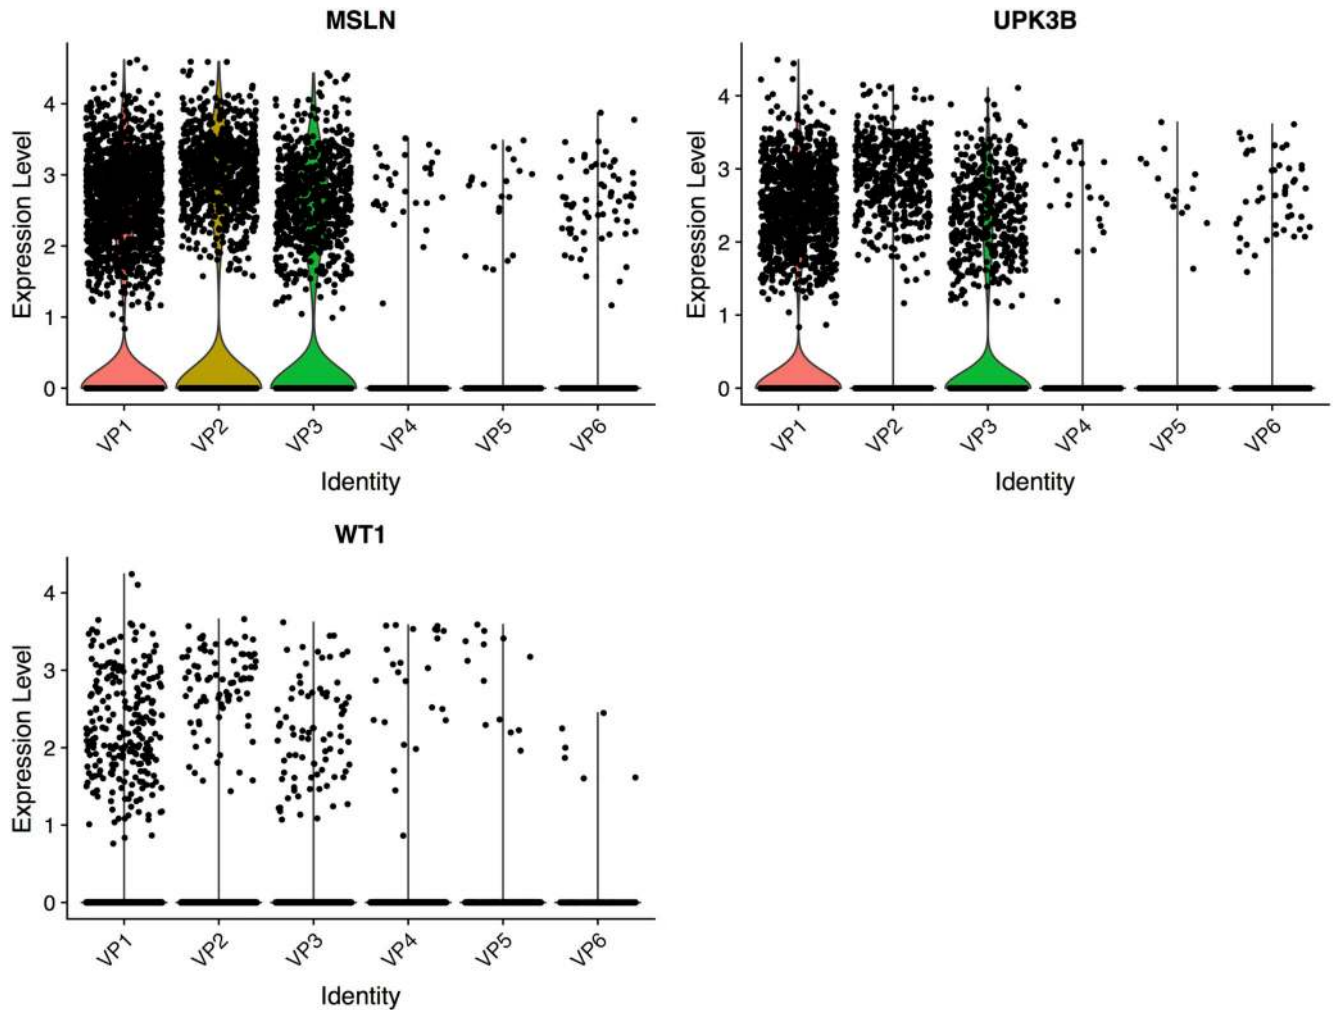 MSLN
Expression Level
4
3
2
1
0
VP1 VP2 VP3 VP4 VP5 VP6
Identity
UPK3B
Expression Level
4
3
2
1
0
VP1 VP2 VP3 VP4 VP5 VP6
Identity
WT1
Expression Level
4
3
2
1
0
VP1 VP2 VP3 VP4 VP5 VP6
Identity